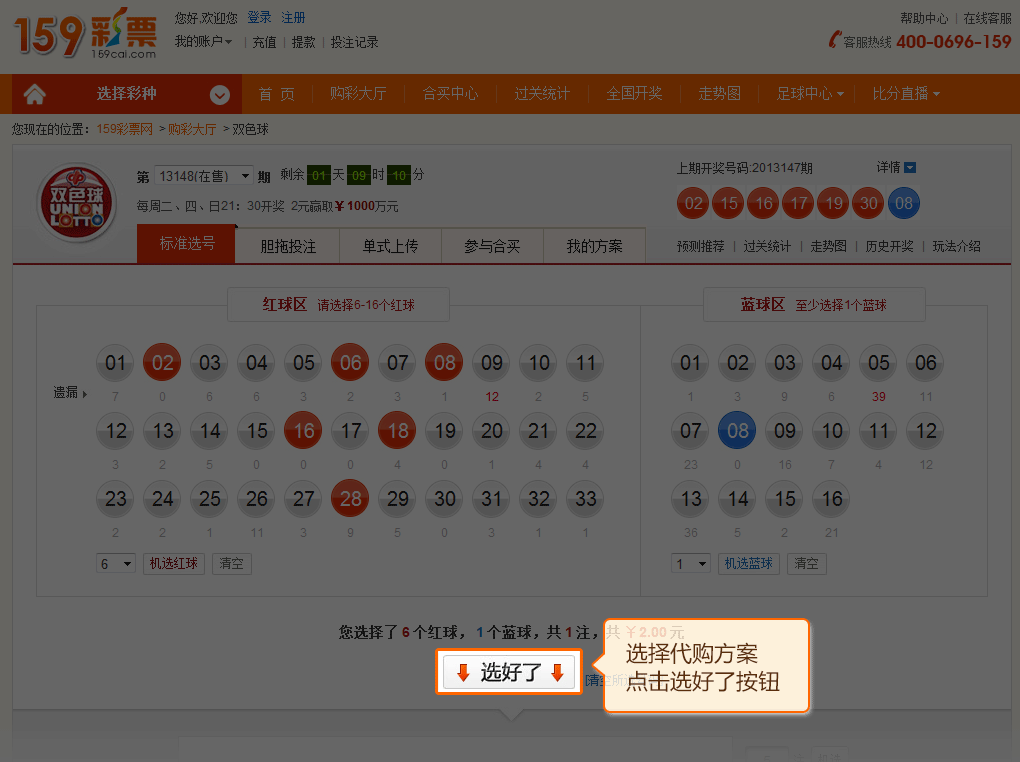 159彩票
159cai.com
您好,欢迎您 登录 注册
我的账户 | 充值 | 提款 | 投注记录
帮助中心 | 在线客服
客服热线 400-0696-159
选择彩种 首 页 购彩大厅 合买中心 过关统计 全国开奖 走势图 足球中心 比分直播
您现在的位置: 159彩票网 > 购彩大厅 > 双色球
双色球
UNION
LOTTO
第 13148(在售) 期 剩余 01 天 09 时 10 分
每周二、四、日21：30开奖 2元赢取￥1000万元
上期开奖号码:2013147期 详情
02 15 16 17 19 30 08
标准选号 胆拖投注 单式上传 参与合买 我的方案
预测推荐 | 过关统计 | 走势图 | 历史开奖 | 玩法介绍
红球区 请选择6-16个红球
01 02 03 04 05 06 07 08 09 10 11
遗漏
7 0 6 6 3 2 3 1 12 2 5
12 13 14 15 16 17 18 19 20 21 22
3 2 5 0 0 0 4 0 1 4 4
23 24 25 26 27 28 29 30 31 32 33
2 2 1 11 3 9 5 0 3 1 1
6 机选红球 清空
蓝球区 至少选择1个蓝球
01 02 03 04 05 06
1 3 9 6 39 11
07 08 09 10 11 12
23 0 16 7 4 12
13 14 15 16
36 5 2 21
1 机选蓝球 清空
您选择了 6 个红球， 1 个蓝球，共 1 注，共 ￥2.00 元
选好了
选择代购方案
点击选好了按钮